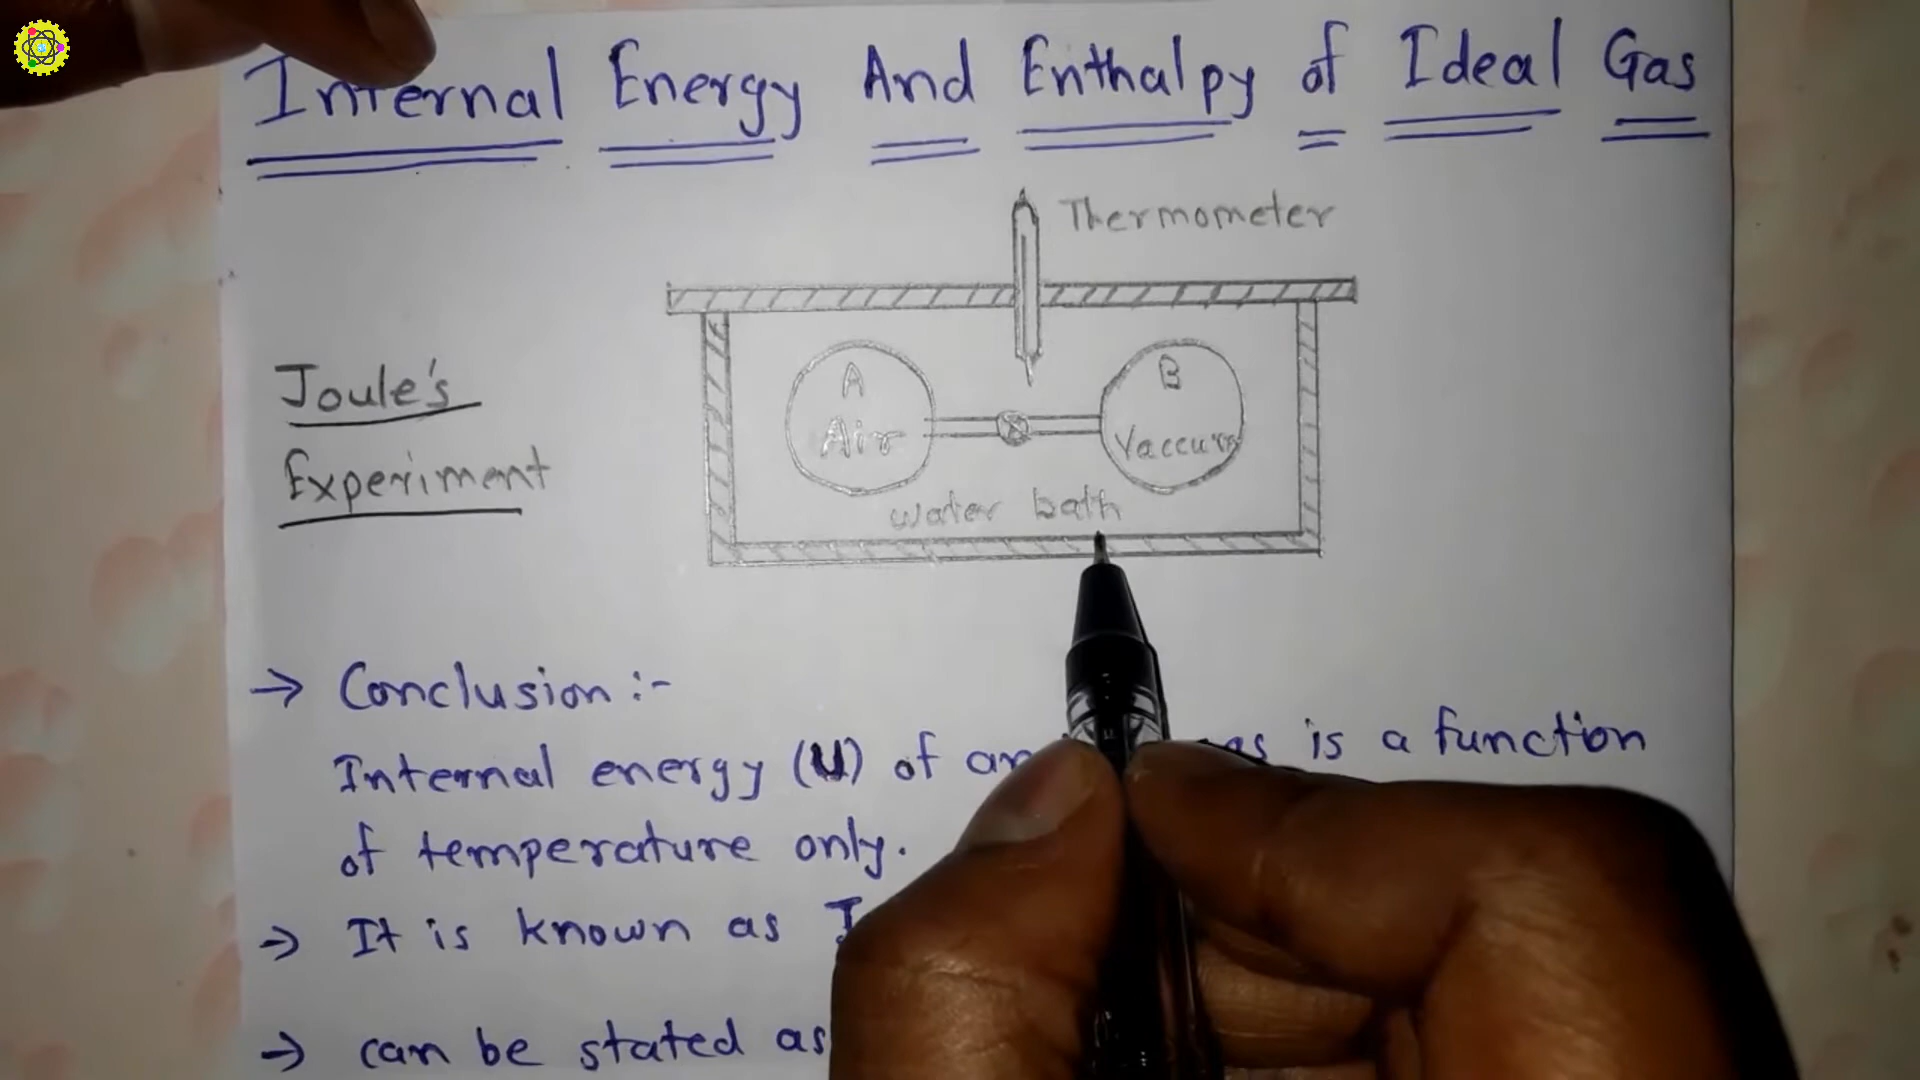 Internal Energy And Enthalpy of Ideal Gas
Thermometer
Joule's
Experiment
A
Air
B
Vaccum
water bath
→ Conclusion :-
Internal energy (U) of is a function
of temperature only.
→ It is known as
→ can be stated as